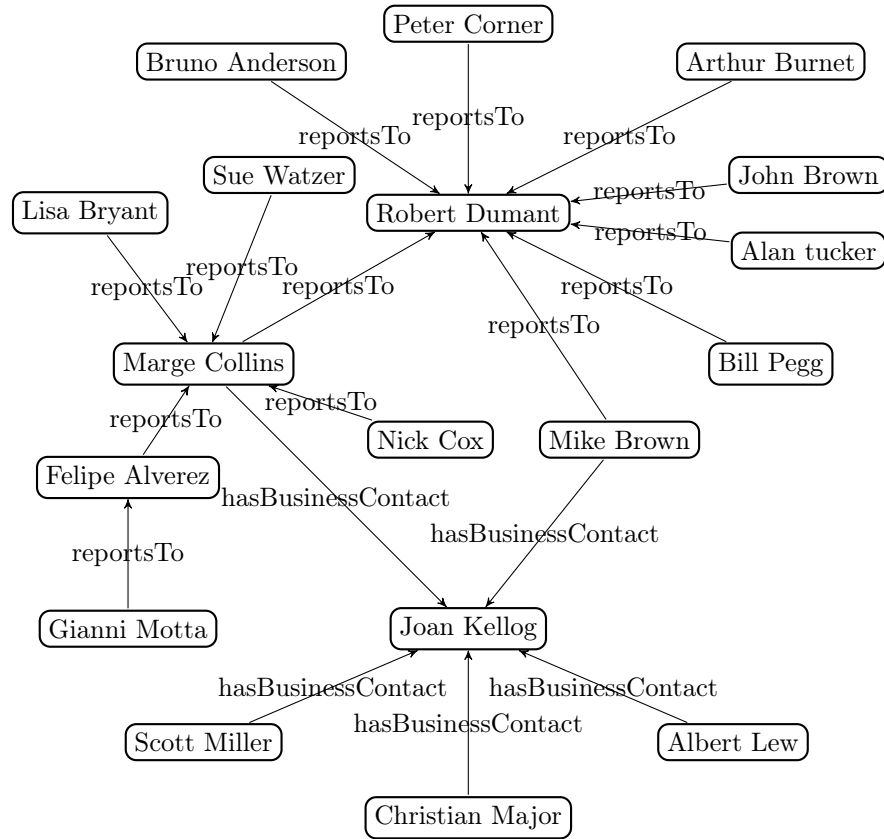 Peter Corner
Bruno Anderson
Arthur Burnet
reportsTo
reportsTo
reportsTo
Sue Watzer
John Brown
reportsTo
Lisa Bryant
Robert Dumant
reportsTo
Alan tucker
reportsTo
reportsTo
reportsTo
reportsTo
reportsTo
Marge Collins
Bill Pegg
reportsTo
reportsTo
Nick Cox
Mike Brown
Felipe Alverez
hasBusinessContact
hasBusinessContact
reportsTo
Gianni Motta
Joan Kellog
hasBusinessContact
hasBusinessContact
hasBusinessContact
Scott Miller
Albert Lew
Christian Major